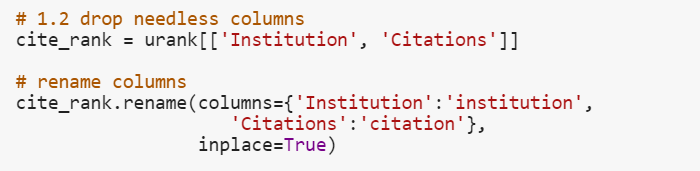 # 1.2 drop needless columns
cite_rank = urank[['Institution', 'Citations']]
# rename columns
cite_rank.rename(columns={'Institution':'institution',
'Citations':'citation'},
inplace=True)